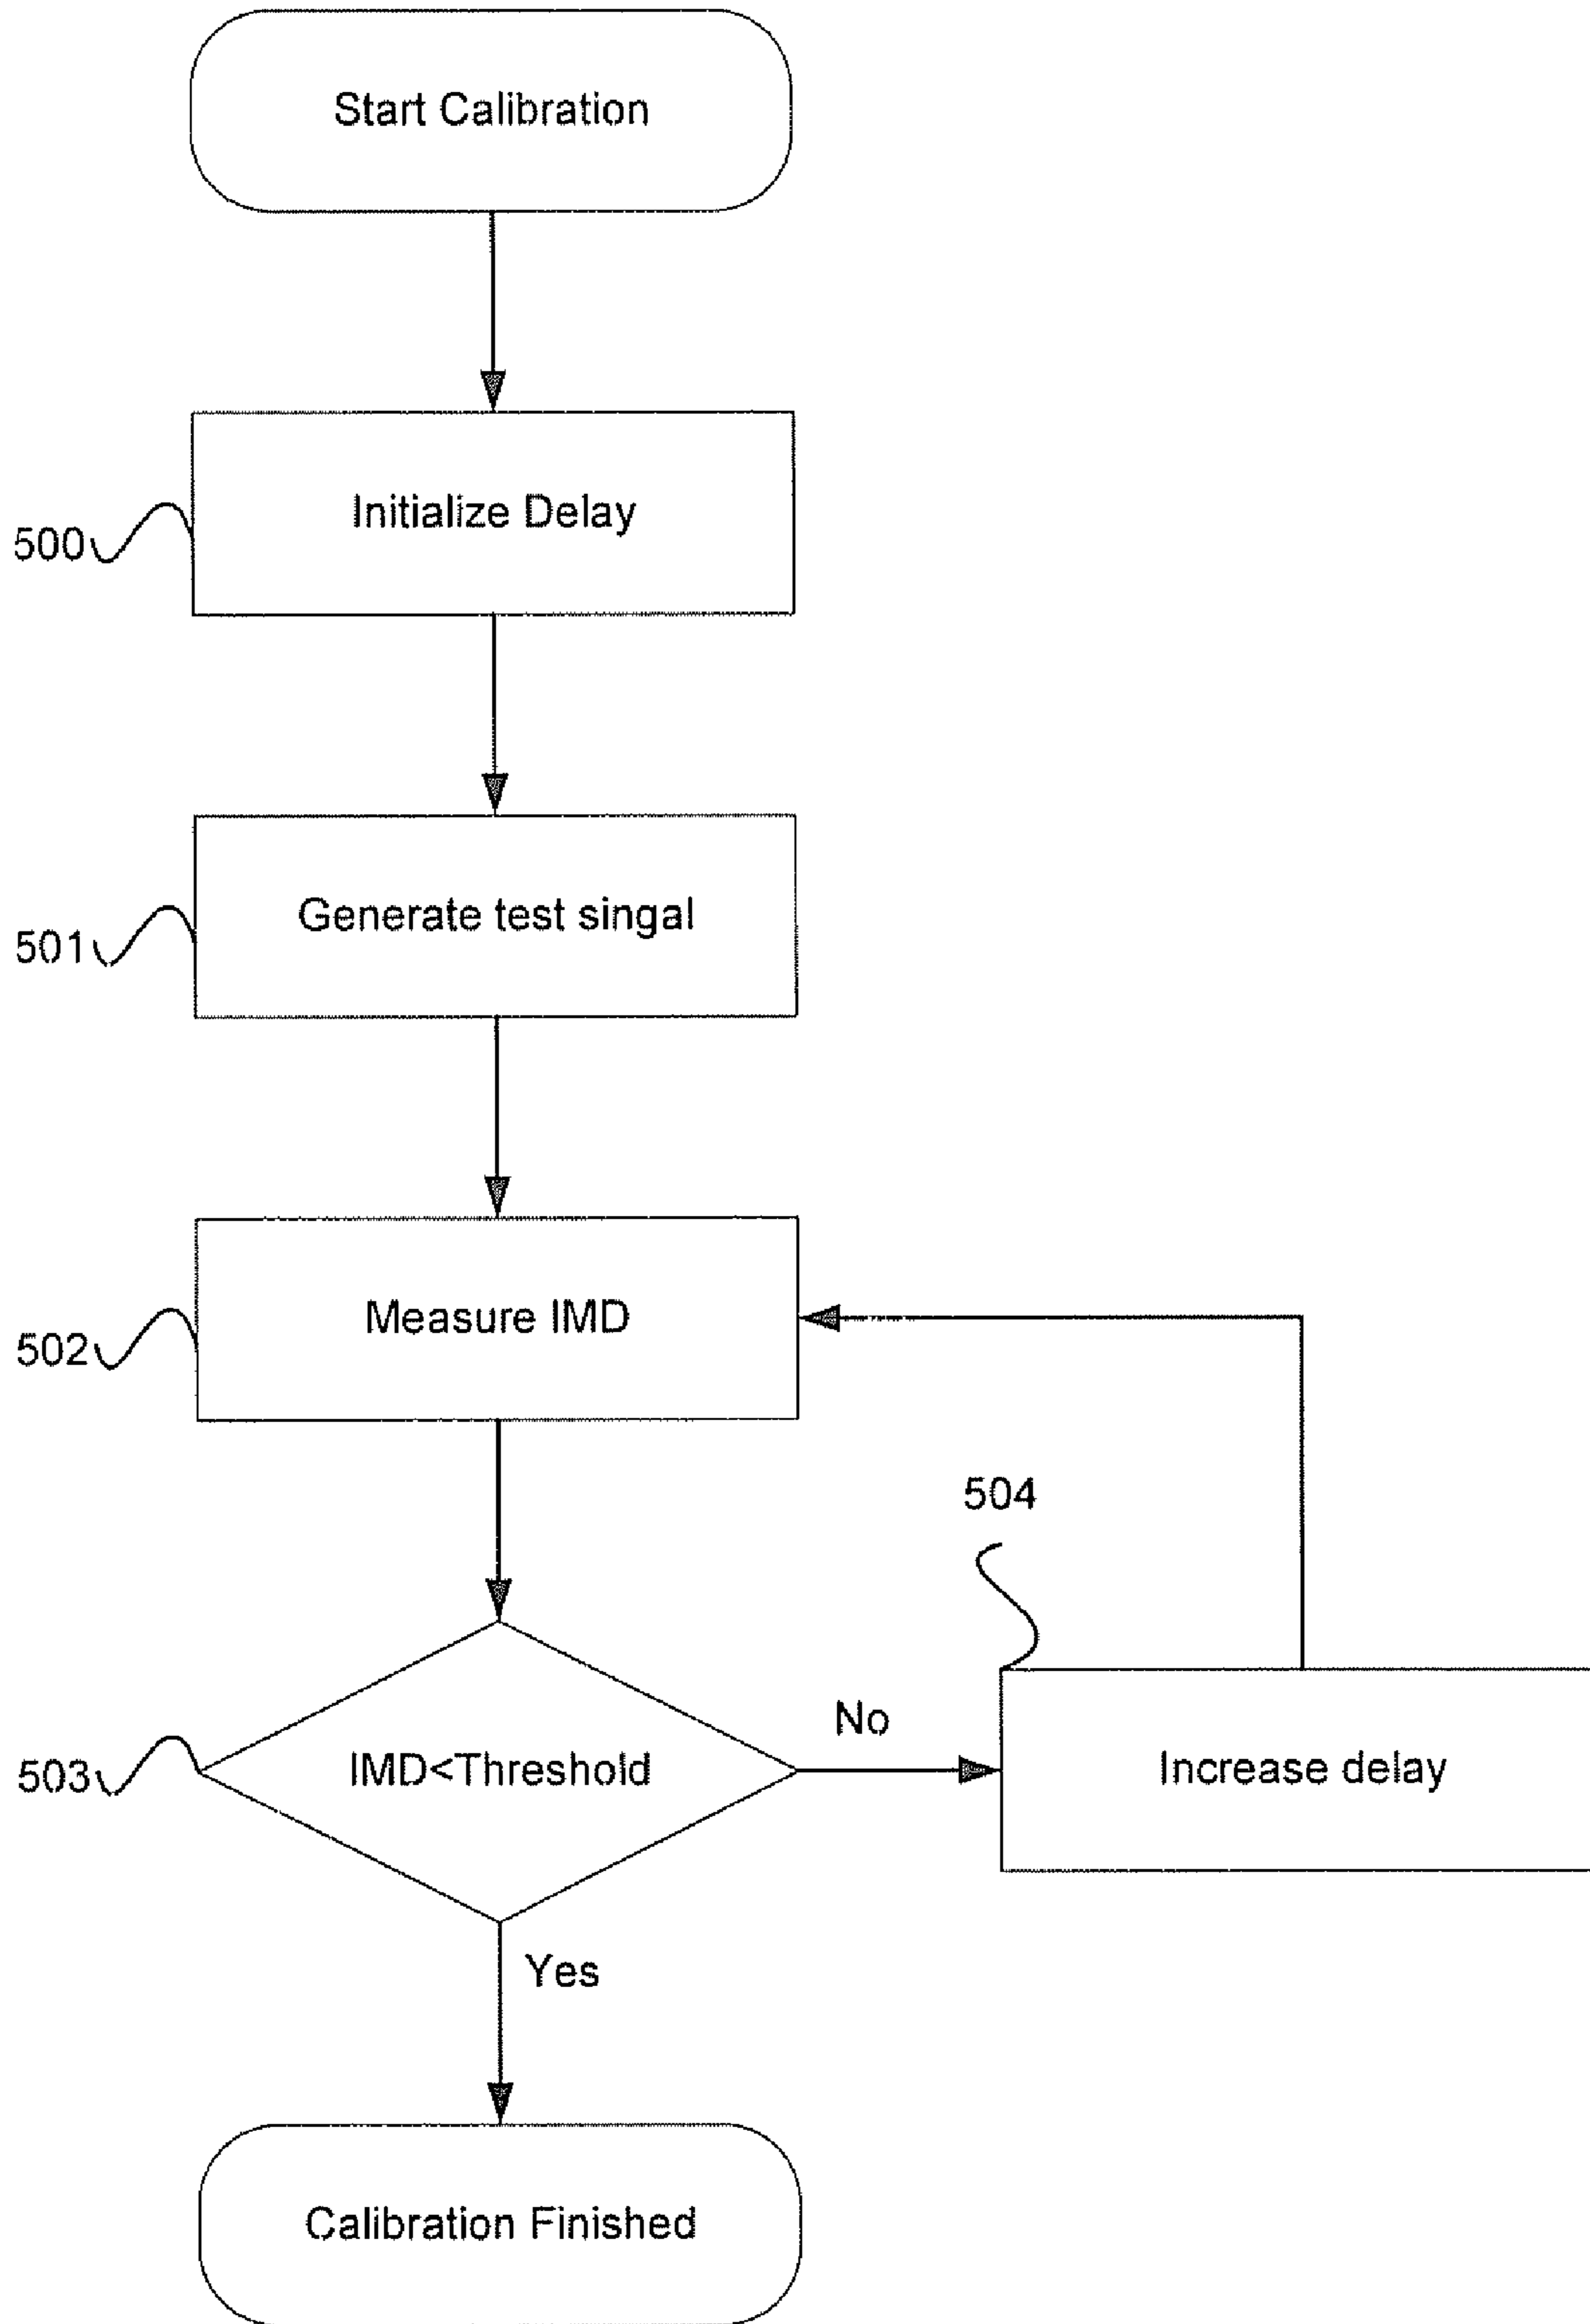 Start Calibration
Initialize Delay
500
Generate test singal
501
Measure IMD
502
504
No
IMD<Threshold
503
Increase delay
Yes
Calibration Finished